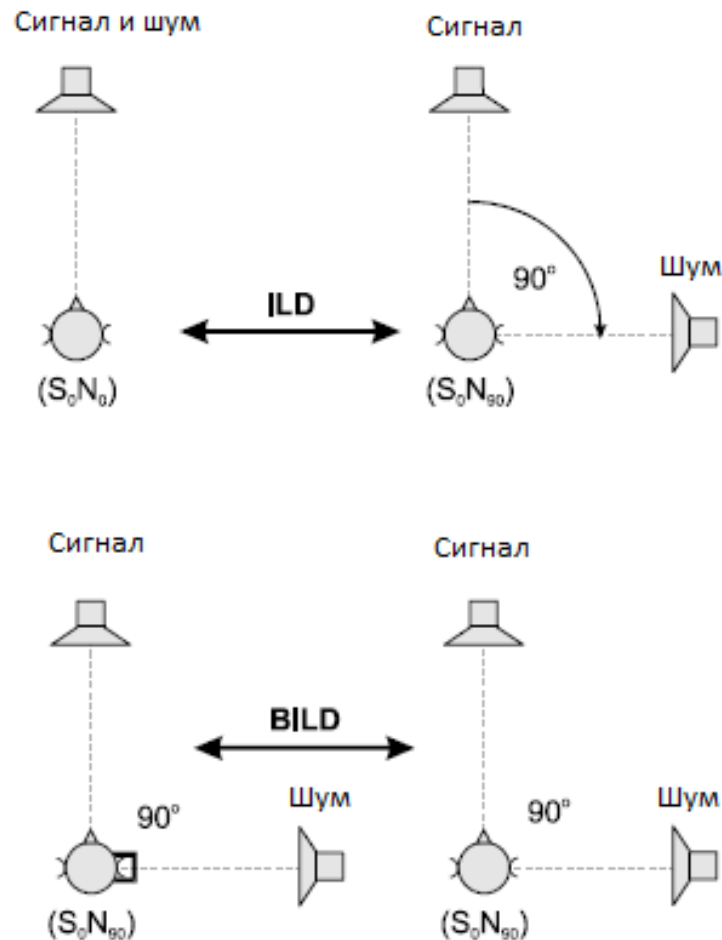 Сигнал и шум
Сигнал
90°
Шум
ILD
(S₀N₀)
(S₀N₉₀)
Сигнал
Сигнал
BILD
90°
Шум
90°
Шум
(S₀N₉₀)
(S₀N₉₀)